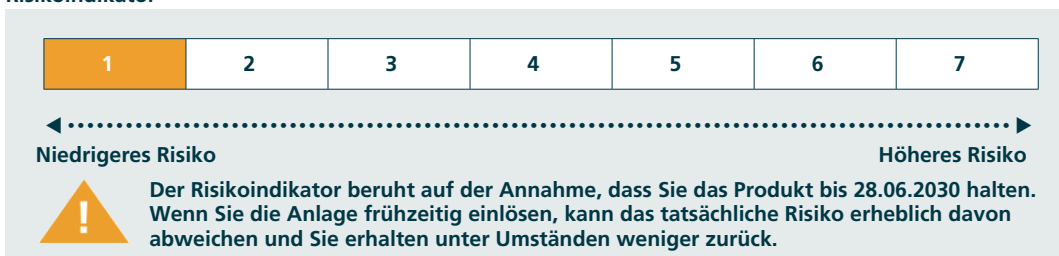 Risikoindikator
1 2 3 4 5 6 7
Niedrigeres Risiko Höheres Risiko
! Der Risikoindikator beruht auf der Annahme, dass Sie das Produkt bis 28.06.2030 halten.
Wenn Sie die Anlage frühzeitig einlösen, kann das tatsächliche Risiko erheblich davon
abweichen und Sie erhalten unter Umständen weniger zurück.